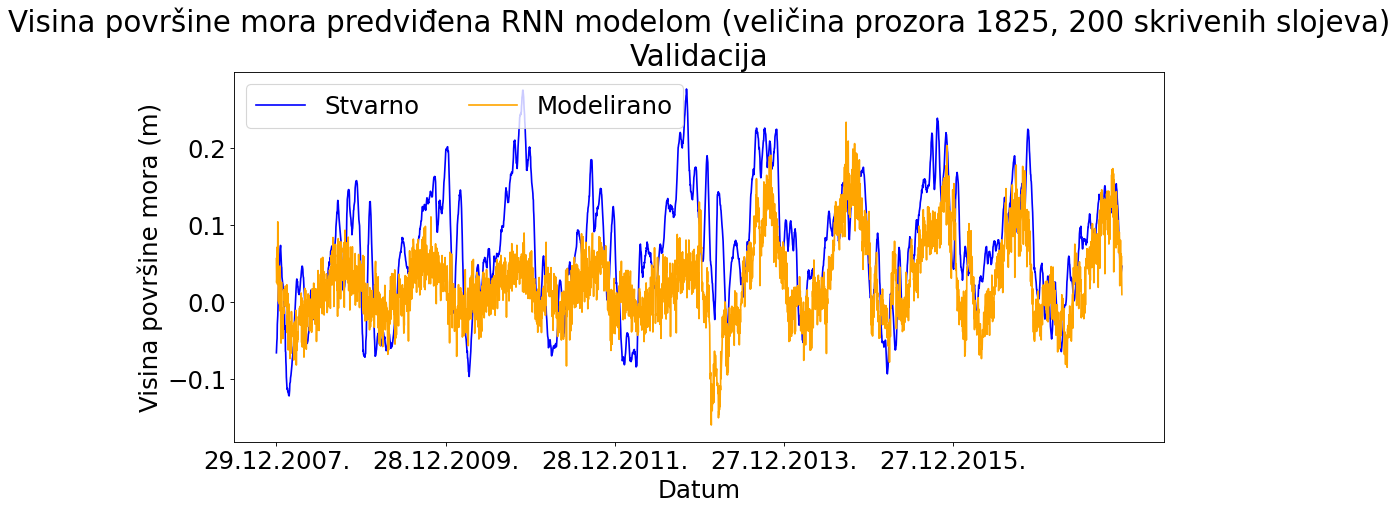 Visina površine mora predviđena RNN modelom (veličina prozora 1825, 200 skrivenih slojeva)
Validacija
Stvarno
Modelirano
Visina površine mora (m)
0.2
0.1
0.0
−0.1
29.12.2007.
28.12.2009.
28.12.2011.
27.12.2013.
27.12.2015.
Datum